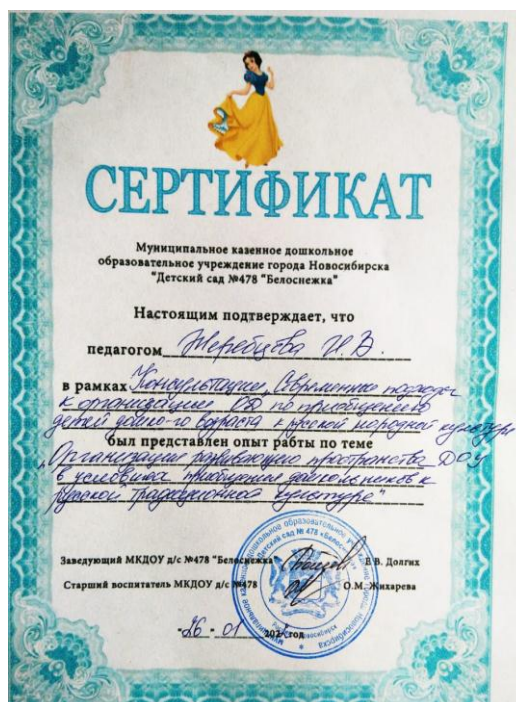 СЕРТИФИКАТ
Муниципальное казенное дошкольное
образовательное учреждение города Новосибирска
"Детский сад №478 "Белоснежка"
Настоящим подтверждает, что
педагогом Жеребцова И.В.
в рамках Консультации „Современные подходы
к организации ОД по приобщению
детей дошк-го возраста к русской народной культуре
был представлен опыт рабты по теме
„Организация развивающего пространства ДОУ
в условиях приобщения дошкольников к
русской традиционной культуре"
Заведующий МКДОУ д/с №478 "Белоснежка" Е.В. Долгих
Старший воспитатель МКДОУ д/с №478 О.М. Жихарева
26 - 01 202 год